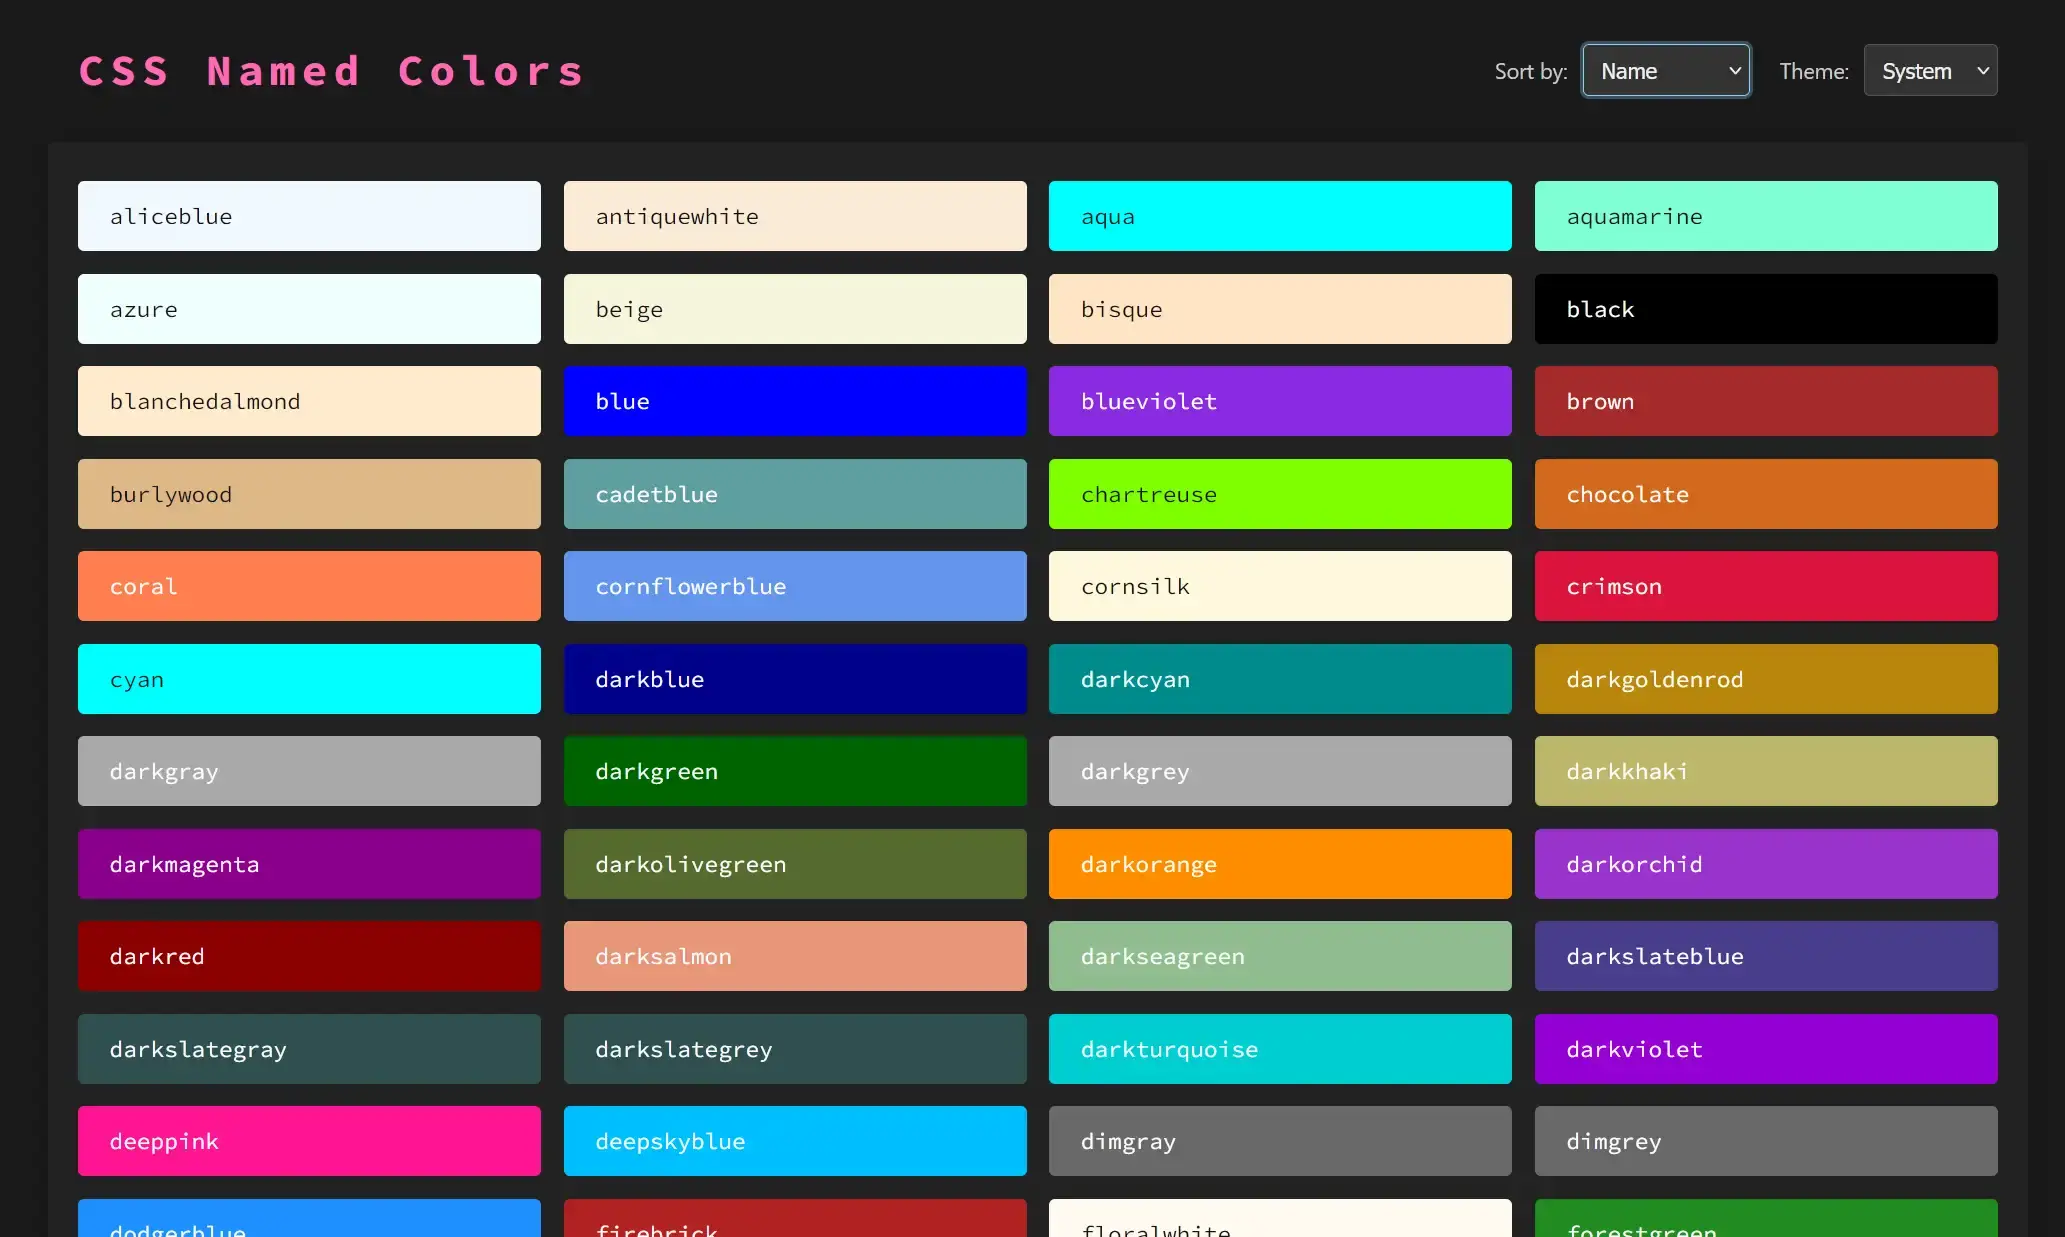 CSS Named Colors
Sort by: Name Theme: System
aliceblue antiquewhite aqua aquamarine
azure beige bisque black
blanchedalmond blue blueviolet brown
burlywood cadetblue chartreuse chocolate
coral cornflowerblue cornsilk crimson
cyan darkblue darkcyan darkgoldenrod
darkgray darkgreen darkgrey darkkhaki
darkmagenta darkolivegreen darkorange darkorchid
darkred darksalmon darkseagreen darkslateblue
darkslategray darkslategrey darkturquoise darkviolet
deeppink deepskyblue dimgray dimgrey
dodgerblue firebrick floralwhite forestgreen